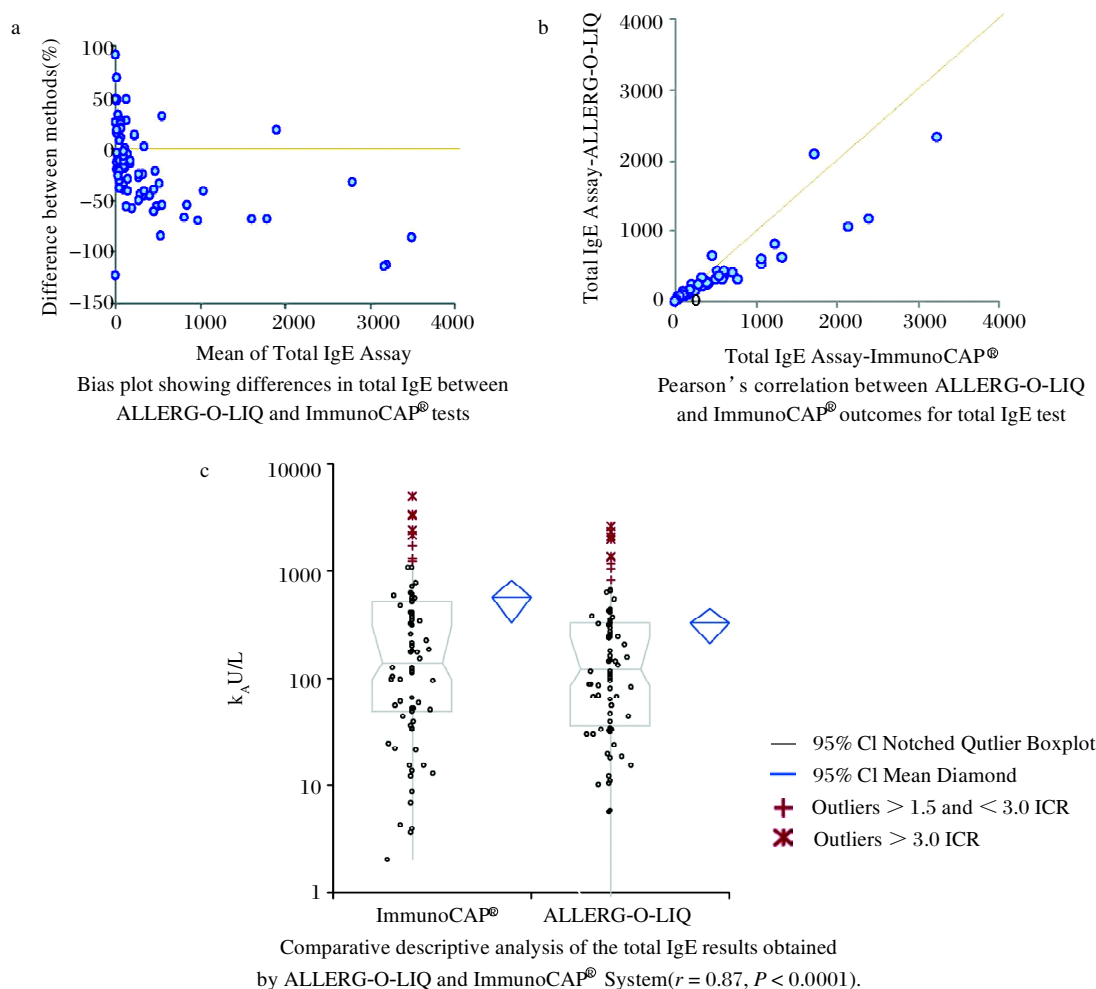 a
Difference between methods(%)
100
50
0
−50
−100
−150
0 1000 2000 3000 4000
Mean of Total IgE Assay
Bias plot showing differences in total IgE between
ALLERG-O-LIQ and ImmunoCAP® tests
b
Total IgE Assay-ALLERG-O-LIQ
4000
3000
2000
1000
0
0
0 1000 2000 3000 4000
Total IgE Assay-ImmunoCAP®
Pearson's correlation between ALLERG-O-LIQ
and ImmunoCAP® outcomes for total IgE test
c
kAU/L
10000
1000
100
10
1
ImmunoCAP® ALLERG-O-LIQ
95% Cl Notched Qutlier Boxplot
95% Cl Mean Diamond
Outliers > 1.5 and < 3.0 ICR
Outliers > 3.0 ICR
Comparative descriptive analysis of the total IgE results obtained
by ALLERG-O-LIQ and ImmunoCAP® System(r = 0.87, P < 0.0001).